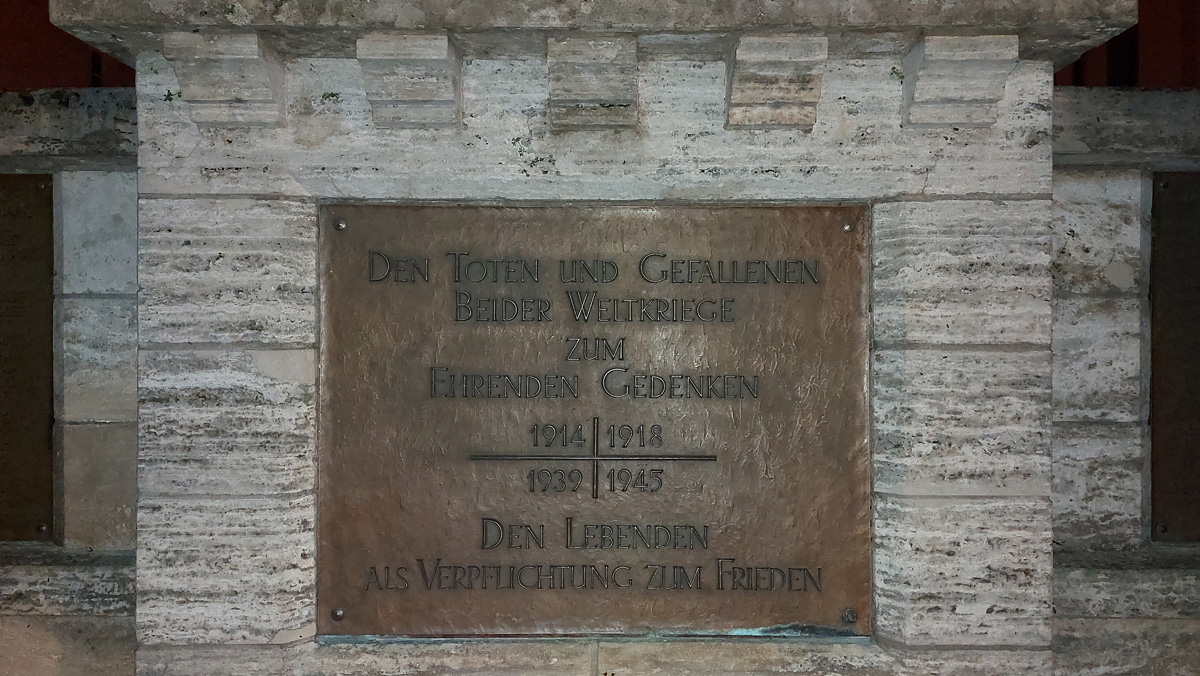 DEN TOTEN UND GEFALLENEN
BEIDER WELTKRIEGE
ZUM
EHRENDEN GEDENKEN
1914 1918
1939 1945
DEN LEBENDEN
ALS VERPFLICHTUNG ZUM FRIEDEN